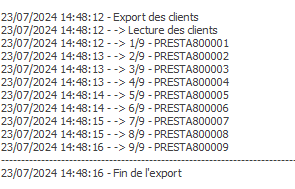 23/07/2024 14:48:12 - Export des clients
23/07/2024 14:48:12 - --> Lecture des clients
23/07/2024 14:48:12 - --> 1/9 - PRESTA800001
23/07/2024 14:48:13 - --> 2/9 - PRESTA800002
23/07/2024 14:48:13 - --> 3/9 - PRESTA800003
23/07/2024 14:48:13 - --> 4/9 - PRESTA800004
23/07/2024 14:48:14 - --> 5/9 - PRESTA800005
23/07/2024 14:48:14 - --> 6/9 - PRESTA800006
23/07/2024 14:48:15 - --> 7/9 - PRESTA800007
23/07/2024 14:48:15 - --> 8/9 - PRESTA800008
23/07/2024 14:48:16 - --> 9/9 - PRESTA800009
23/07/2024 14:48:16 - Fin de l'export